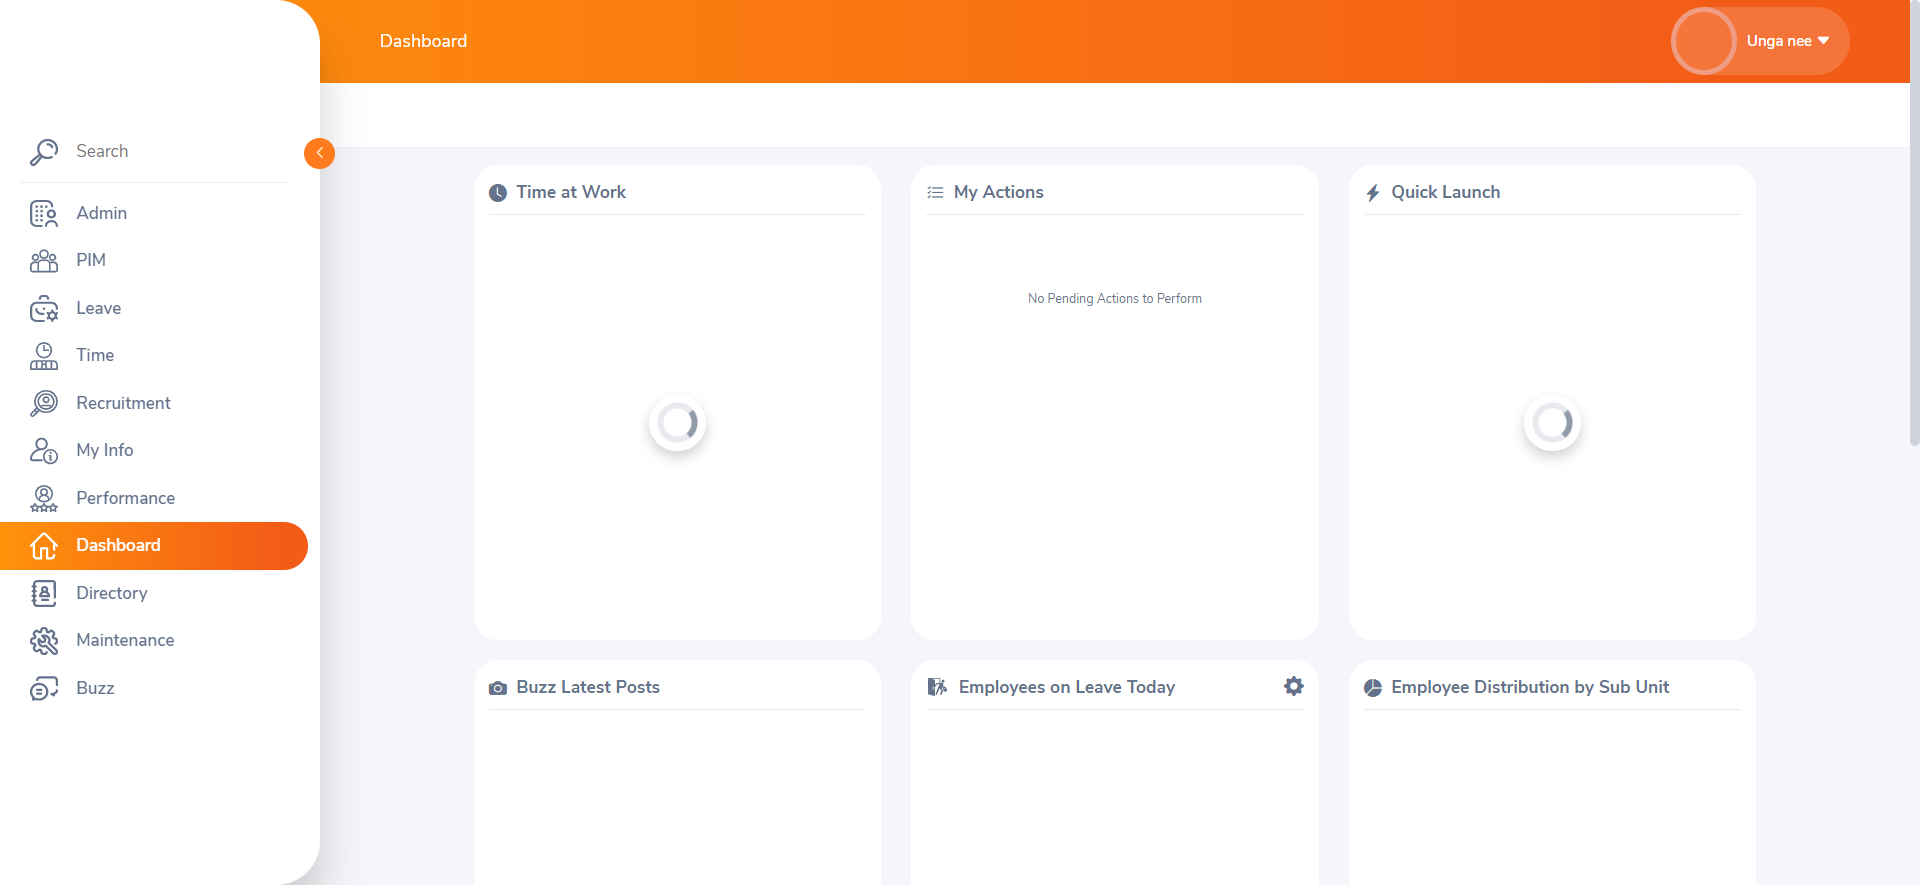 Dashboard
Unga nee
Search
Admin
PIM
Leave
Time
Recruitment
My Info
Performance
Dashboard
Directory
Maintenance
Buzz
Time at Work
My Actions
No Pending Actions to Perform
Quick Launch
Buzz Latest Posts
Employees on Leave Today
Employee Distribution by Sub Unit